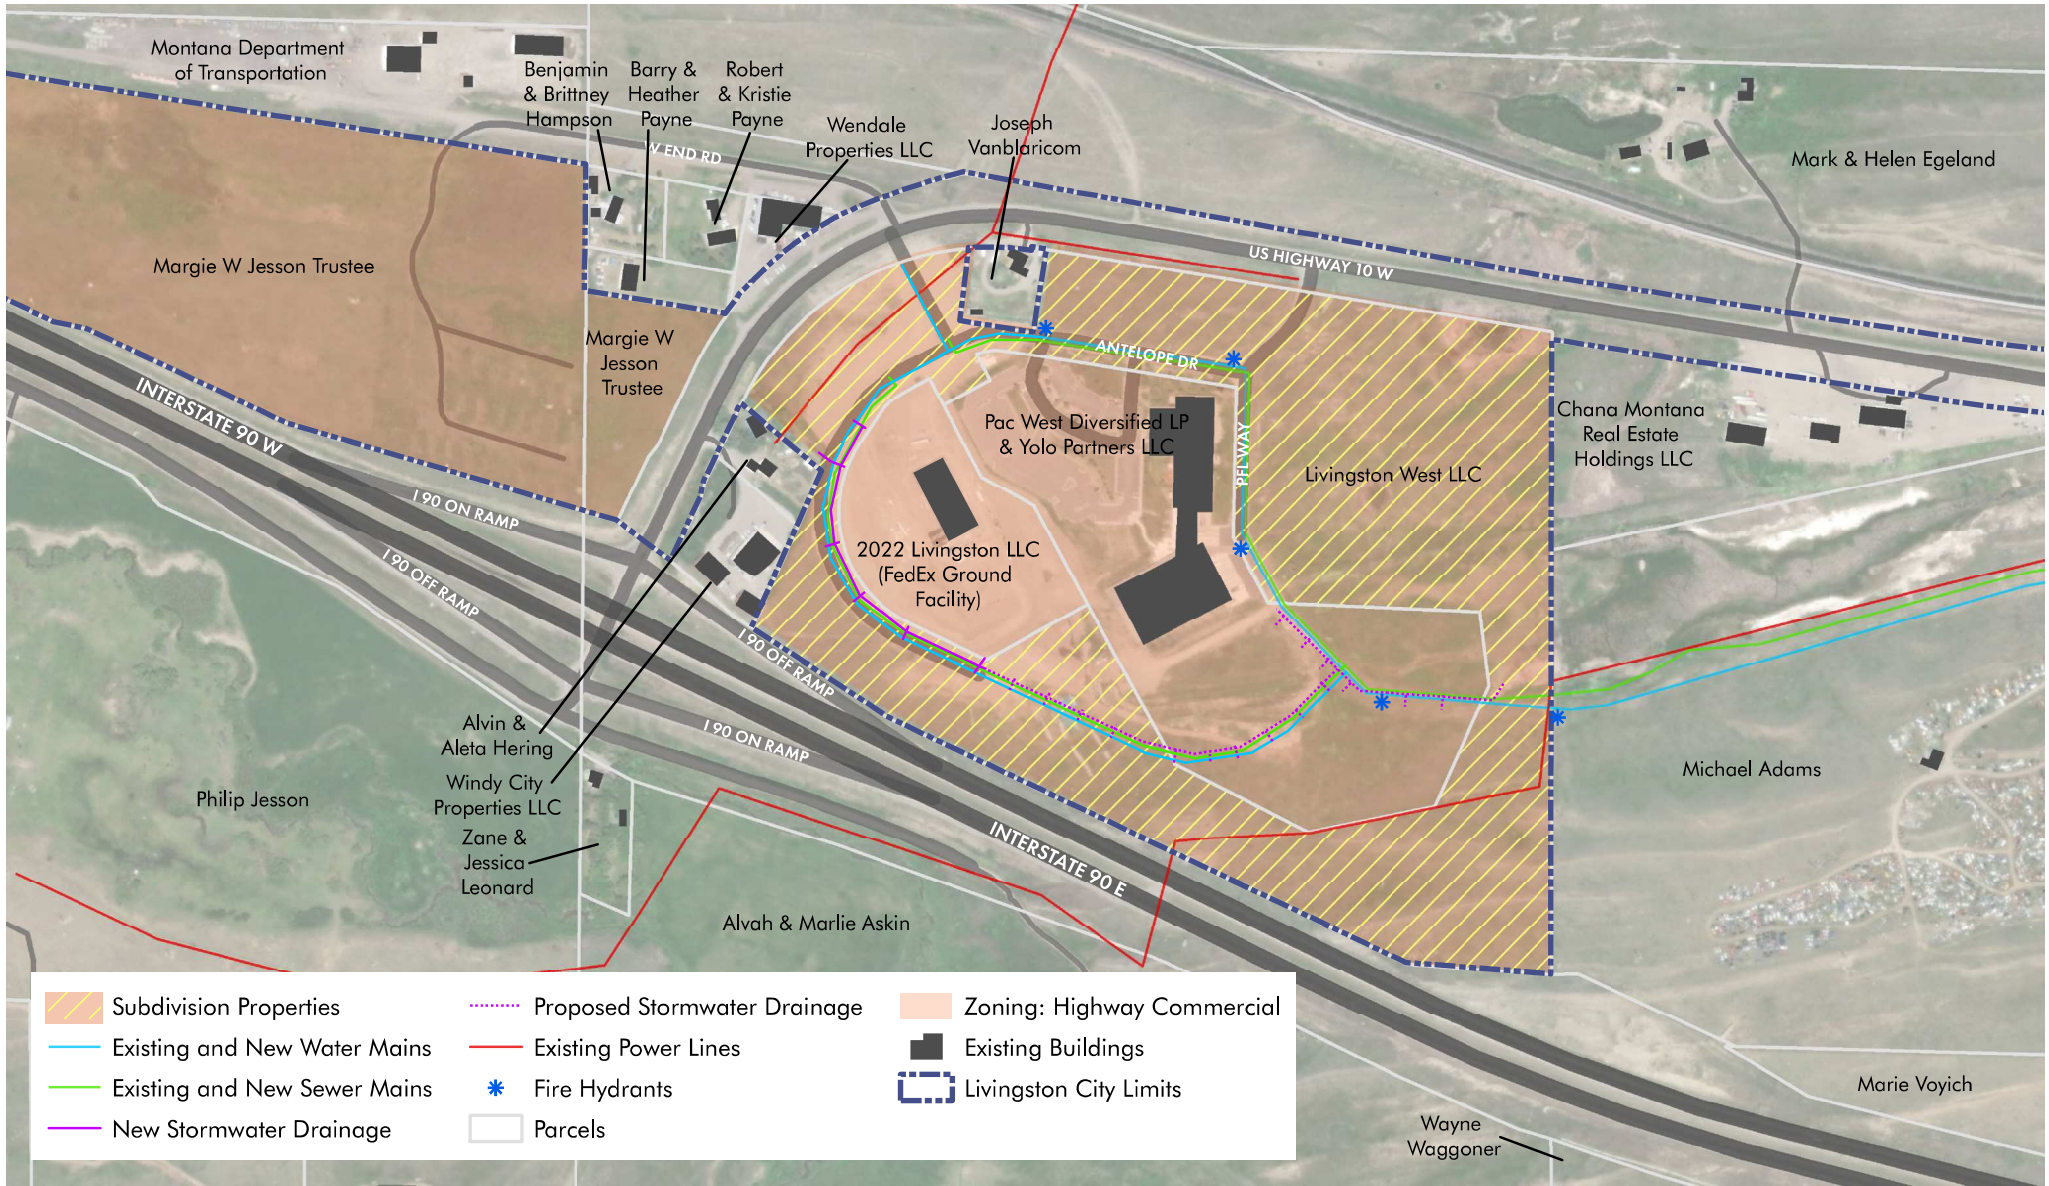 Montana Department
of Transportation
Benjamin
& Brittney
Hampson
Barry &
Heather
Payne
Robert
& Kristie
Payne
Wendale
Properties LLC
Joseph
Vanblaricom
Mark & Helen Egeland
W END RD
Margie W Jesson Trustee
US HIGHWAY 10 W
Margie W
Jesson
Trustee
ANTELOPE DR
INTERSTATE 90 W
Pac West Diversified LP
& Yolo Partners LLC
PFL WAY
Livingston West LLC
Chana Montana
Real Estate
Holdings LLC
I 90 ON RAMP
I 90 OFF RAMP
2022 Livingston LLC
(FedEx Ground
Facility)
I 90 OFF RAMP
Alvin &
Aleta Hering
I 90 ON RAMP
Windy City
Properties LLC
Philip Jesson
Zane &
Jessica
Leonard
Michael Adams
INTERSTATE 90 E
Alvah & Marlie Askin
Subdivision Properties
Existing and New Water Mains
Existing and New Sewer Mains
New Stormwater Drainage
Proposed Stormwater Drainage
Existing Power Lines
Fire Hydrants
Parcels
Zoning: Highway Commercial
Existing Buildings
Livingston City Limits
Marie Voyich
Wayne
Waggoner